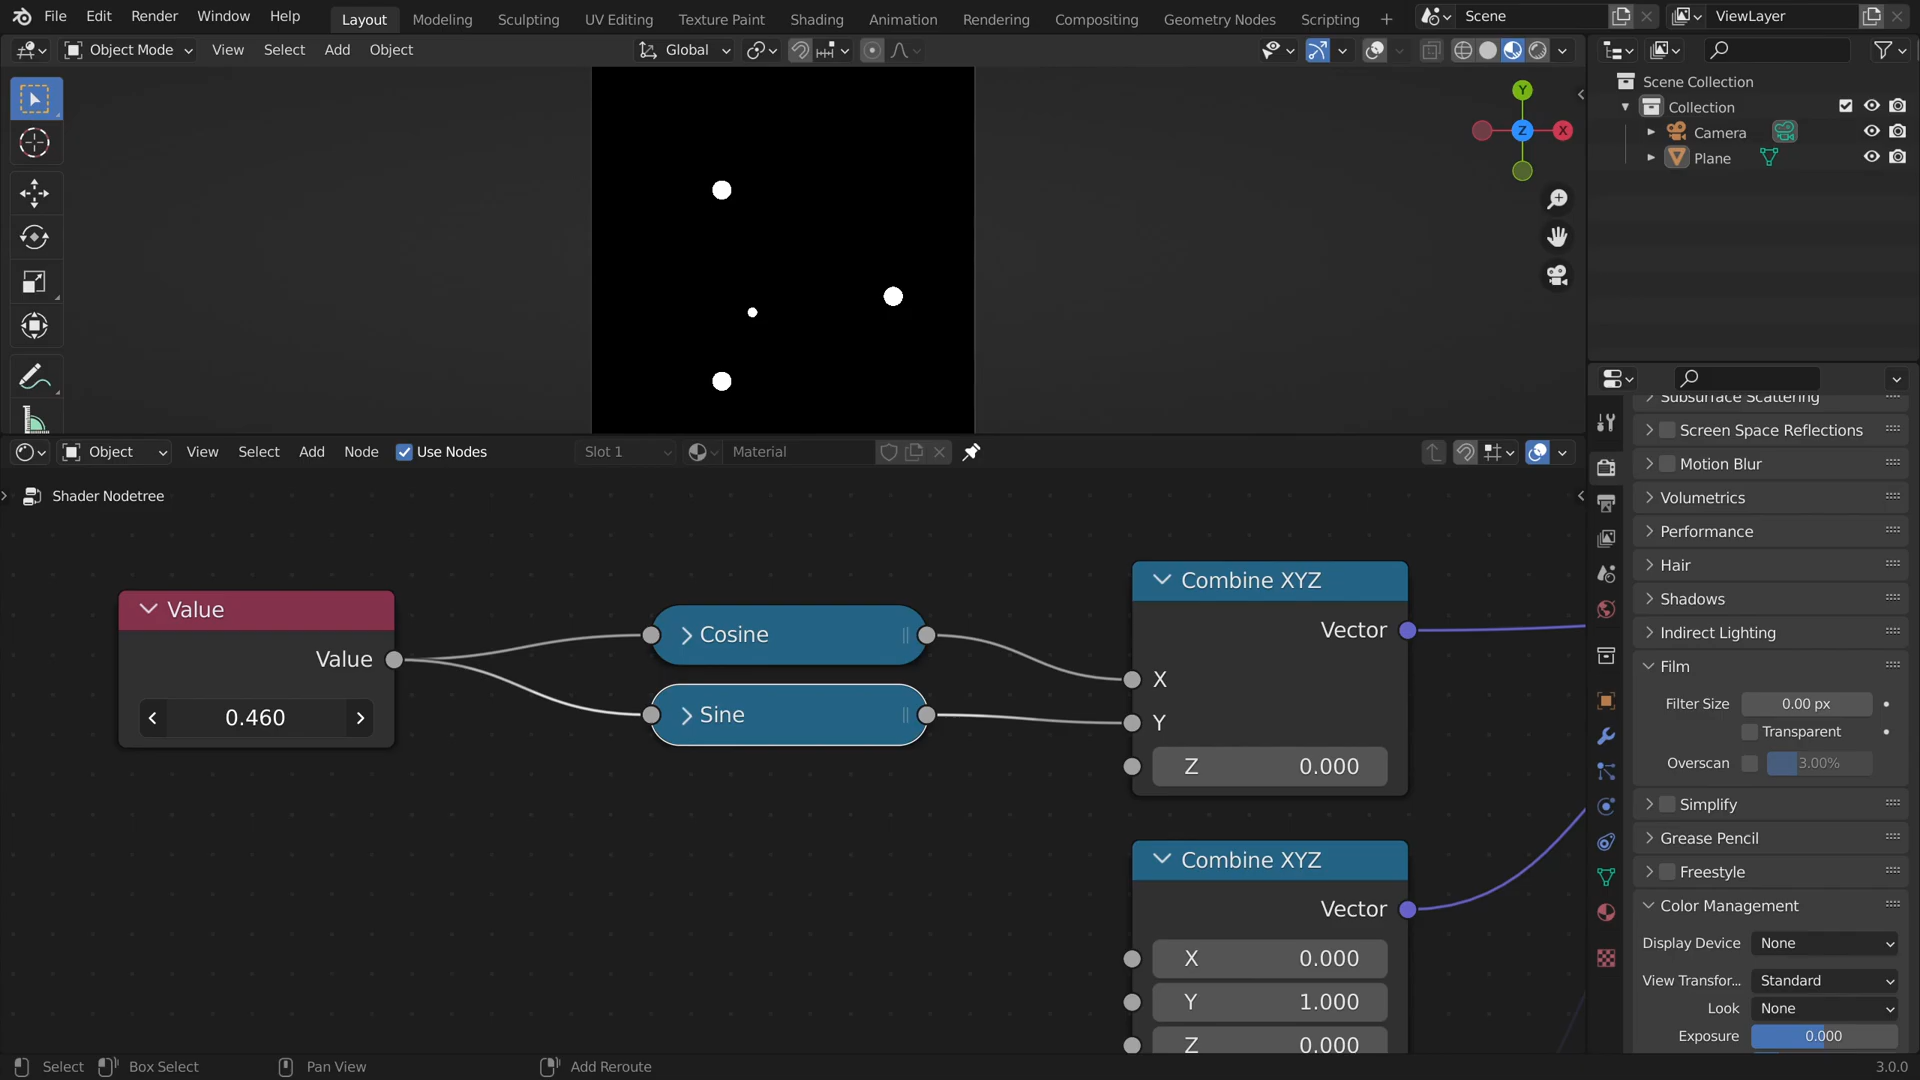 File Edit Render Window Help Layout Modeling Sculpting UV Editing Texture Paint Shading Animation Rendering Compositing Geometry Nodes Scripting + Scene ViewLayer
Object Mode View Select Add Object Global
Scene Collection
Collection
Camera
Plane
Y
Z X
Subsurface Scattering
Screen Space Reflections
Motion Blur
Volumetrics
Performance
Hair
Shadows
Indirect Lighting
Film
Filter Size 0.00 px
Transparent
Overscan 3.00%
Simplify
Grease Pencil
Freestyle
Color Management
Display Device None
View Transfor... Standard
Look None
Exposure 0.000
Object View Select Add Node Use Nodes Slot 1 Material
Shader Nodetree
Value
Value
0.460
Cosine
Sine
Combine XYZ
Vector
X
Y
Z 0.000
Combine XYZ
Vector
X 0.000
Y 1.000
Z 0.000
Select Box Select Pan View Add Reroute 3.0.0